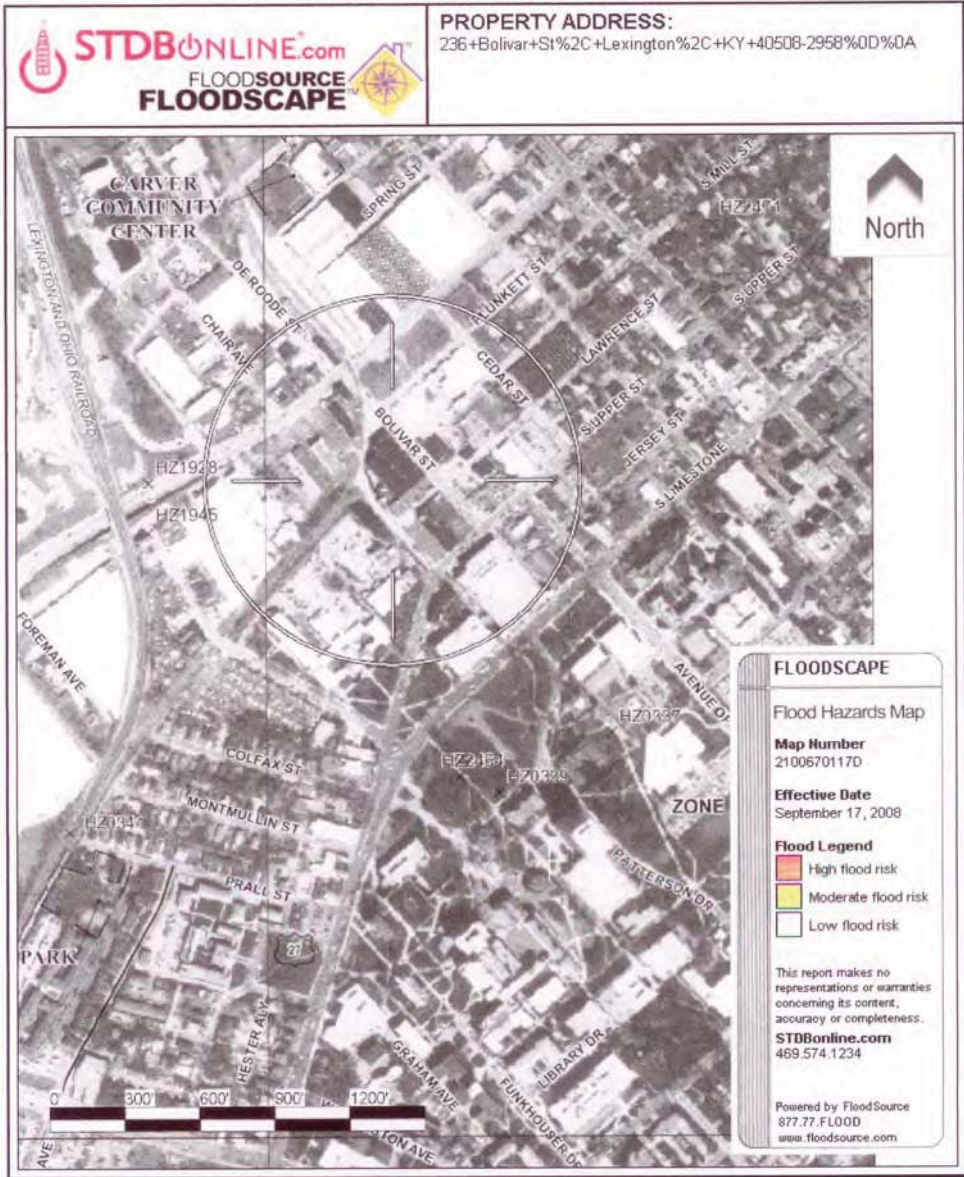 STDBONLINE.com
FLOODSOURCE
FLOODSCAPE™
PROPERTY ADDRESS:
236+Bolivar+St%2C+Lexington%2C+KY+40508-2958%0D%0A
North
CARVER
COMMUNITY
CENTER
SPRING ST
S MILL ST
HZ2471
LEXINGTON AND OHIO RAILROAD
DE ROODE ST
CHAIR AVE
PLUNKETT ST
LAWRENCE ST
S UPPER ST
CEDAR ST
BOLIVAR ST
S UPPER ST
JERSEY ST
S LIMESTONE
HZ1928
HZ1945
FOREMAN AVE
AVENUE OF
HZ0337
COLFAX ST
HZ0339
MONTMULLIN ST
HZ0341
ZONE
PRALL ST
PATTERSON DR
27
PARK
HESTER ALY
GRAHAM AVE
LIBRARY DR
FUNKHOUSER DR
0' 300' 600' 900' 1200'
AVE
STON AVE
FLOODSCAPE
Flood Hazards Map
Map Number
2100670117D
Effective Date
September 17, 2008
Flood Legend
High flood risk
Moderate flood risk
Low flood risk
This report makes no
representations or warranties
concerning its content,
accuracy or completeness.
STDBonline.com
469.574.1234
Powered by FloodSource
877.77.FLOOD
www.floodsource.com